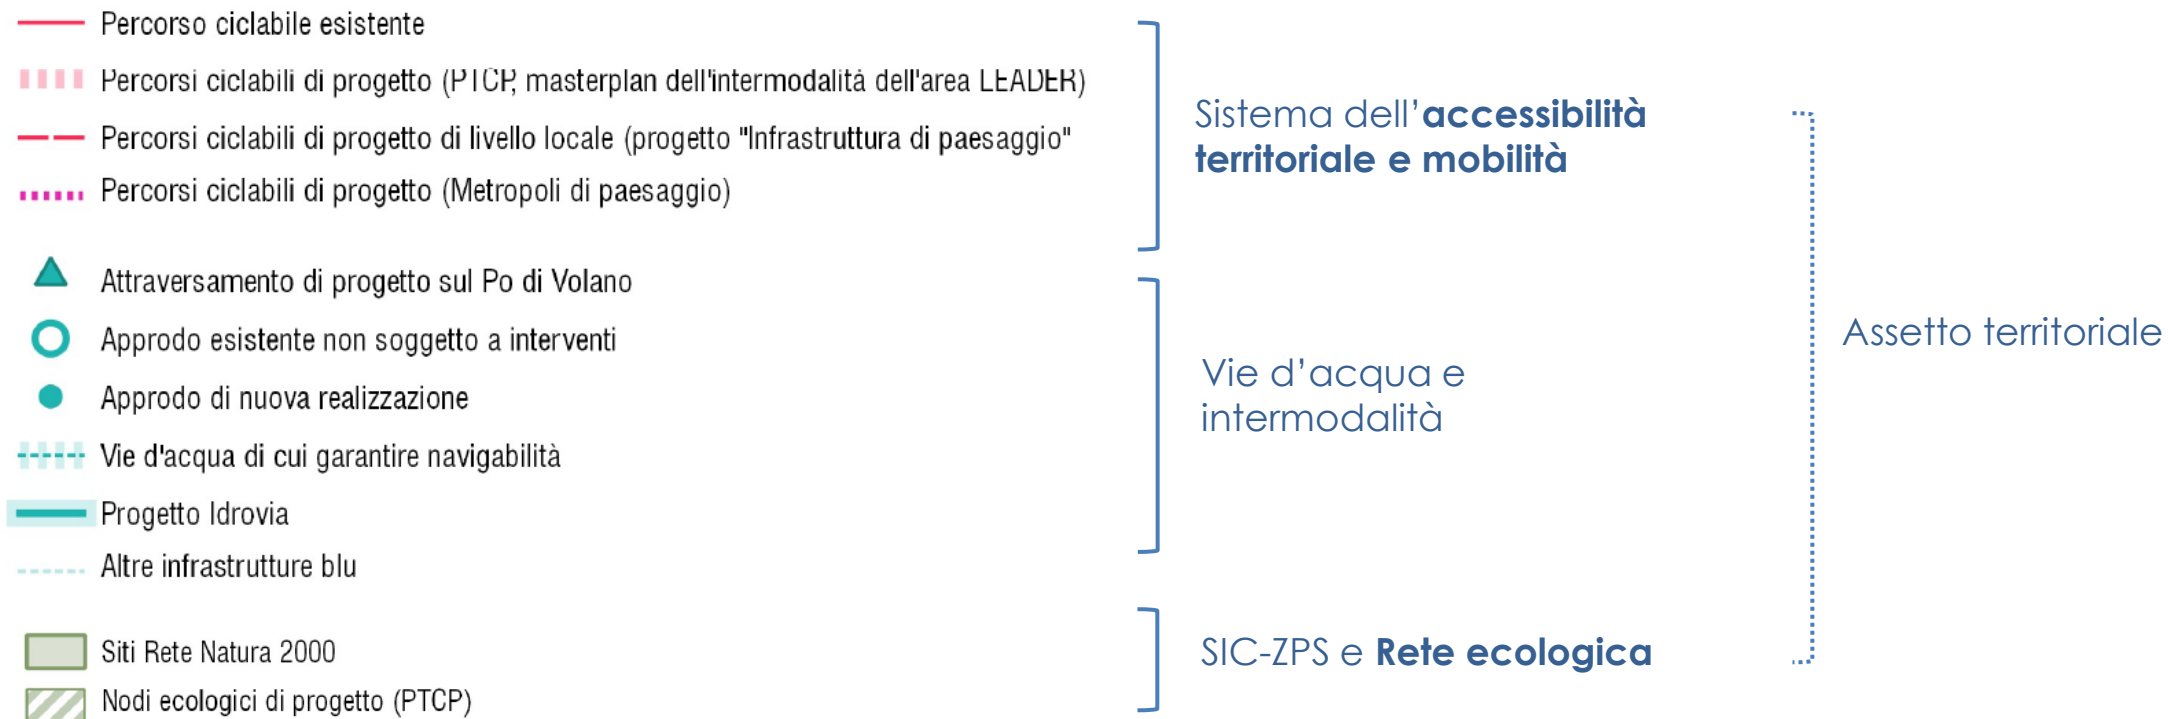 Percorso ciclabile esistente
Percorsi ciclabili di progetto (PTCP, masterplan dell'intermodalità dell'area LEADER)
Percorsi ciclabili di progetto di livello locale (progetto "Infrastruttura di paesaggio"
Percorsi ciclabili di progetto (Metropoli di paesaggio)
Sistema dell'accessibilità
territoriale e mobilità
Attraversamento di progetto sul Po di Volano
Approdo esistente non soggetto a interventi
Approdo di nuova realizzazione
Vie d'acqua di cui garantire navigabilità
Progetto Idrovia
Altre infrastrutture blu
Vie d'acqua e
intermodalità
Siti Rete Natura 2000
Nodi ecologici di progetto (PTCP)
SIC-ZPS e Rete ecologica
Assetto territoriale